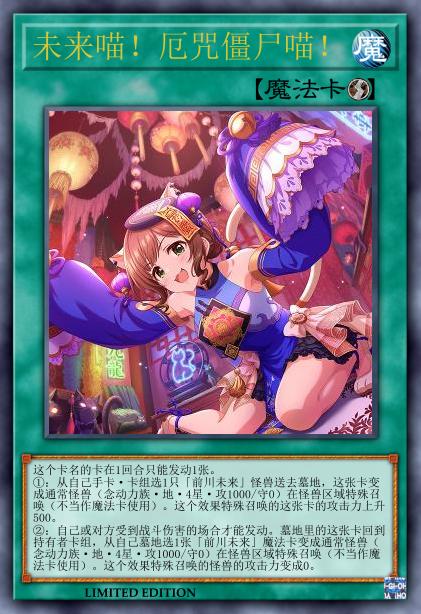 未来喵！厄咒僵尸喵！
魔
【魔法卡】
九龍
这个卡名的卡在1回合只能发动1张。
①：从自己手卡·卡组选1只「前川未来」怪兽送去墓地，这张卡变
成通常怪兽（念动力族·地·4星·攻1000/守0）在怪兽区域特殊召
唤（不当作魔法卡使用）。这个效果特殊召唤的这张卡的攻击力上升
500。
②：自己或对方受到战斗伤害的场合才能发动。墓地里的这张卡回到
持有者卡组，从自己墓地选1张「前川未来」魔法卡变成通常怪兽（
念动力族·地·4星·攻1000/守0）在怪兽区域特殊召唤（不当作魔
法卡使用）。这个效果特殊召唤的怪兽的攻击力变成0。
LIMITED EDITION